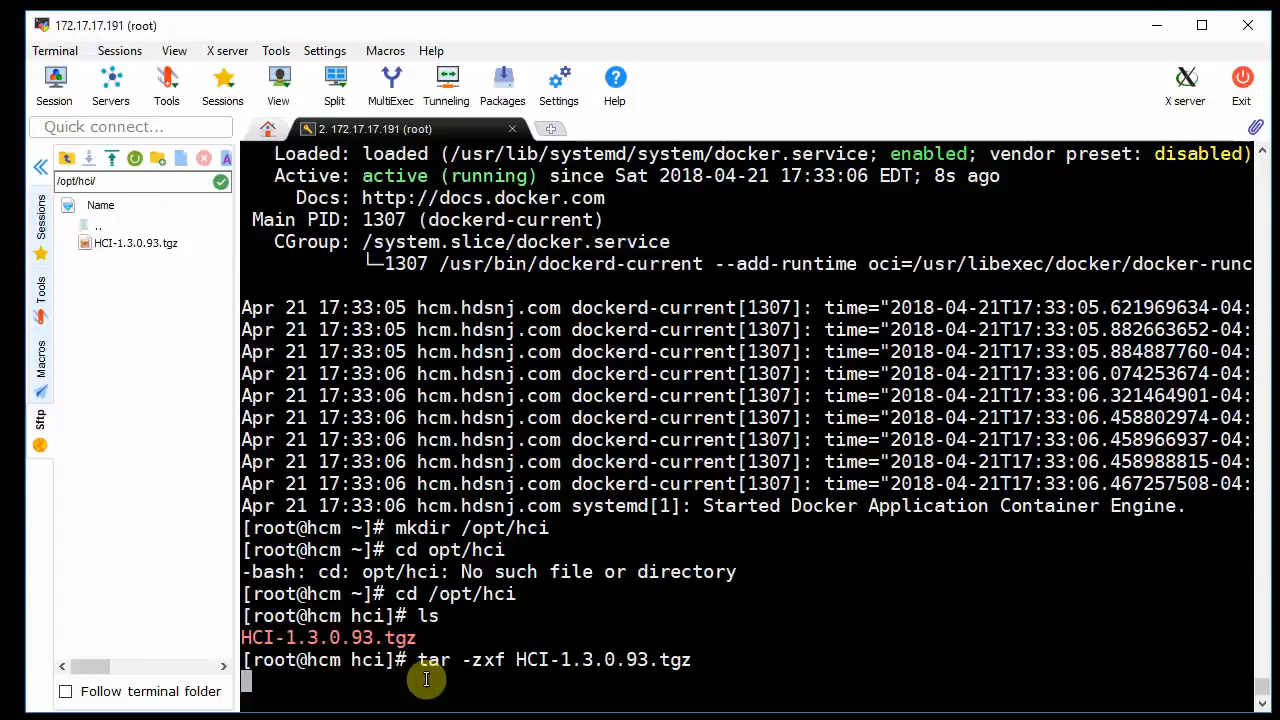 172.17.17.191 (root)
Terminal Sessions View X server Tools Settings Macros Help
Session Servers Tools Sessions View Split MultiExec Tunneling Packages Settings Help X server Exit
Quick connect...
2. 172.17.17.191 (root)
/opt/hci/
Name
..
HCI-1.3.0.93.tgz
Sessions
Tools
Macros
Sftp
Follow terminal folder
Loaded: loaded (/usr/lib/systemd/system/docker.service; enabled; vendor preset: disabled)
Active: active (running) since Sat 2018-04-21 17:33:06 EDT; 8s ago
Docs: http://docs.docker.com
Main PID: 1307 (dockerd-current)
CGroup: /system.slice/docker.service
└─1307 /usr/bin/dockerd-current --add-runtime oci=/usr/libexec/docker/docker-runc
Apr 21 17:33:05 hcm.hdsnj.com dockerd-current[1307]: time="2018-04-21T17:33:05.621969634-04:
Apr 21 17:33:05 hcm.hdsnj.com dockerd-current[1307]: time="2018-04-21T17:33:05.882663652-04:
Apr 21 17:33:05 hcm.hdsnj.com dockerd-current[1307]: time="2018-04-21T17:33:05.884887760-04:
Apr 21 17:33:06 hcm.hdsnj.com dockerd-current[1307]: time="2018-04-21T17:33:06.074253674-04:
Apr 21 17:33:06 hcm.hdsnj.com dockerd-current[1307]: time="2018-04-21T17:33:06.321464901-04:
Apr 21 17:33:06 hcm.hdsnj.com dockerd-current[1307]: time="2018-04-21T17:33:06.458802974-04:
Apr 21 17:33:06 hcm.hdsnj.com dockerd-current[1307]: time="2018-04-21T17:33:06.458966937-04:
Apr 21 17:33:06 hcm.hdsnj.com dockerd-current[1307]: time="2018-04-21T17:33:06.458988815-04:
Apr 21 17:33:06 hcm.hdsnj.com dockerd-current[1307]: time="2018-04-21T17:33:06.467257508-04:
Apr 21 17:33:06 hcm.hdsnj.com systemd[1]: Started Docker Application Container Engine.
[root@hcm ~]# mkdir /opt/hci
[root@hcm ~]# cd opt/hci
-bash: cd: opt/hci: No such file or directory
[root@hcm ~]# cd /opt/hci
[root@hcm hci]# ls
HCI-1.3.0.93.tgz
[root@hcm hci]# tar -zxf HCI-1.3.0.93.tgz